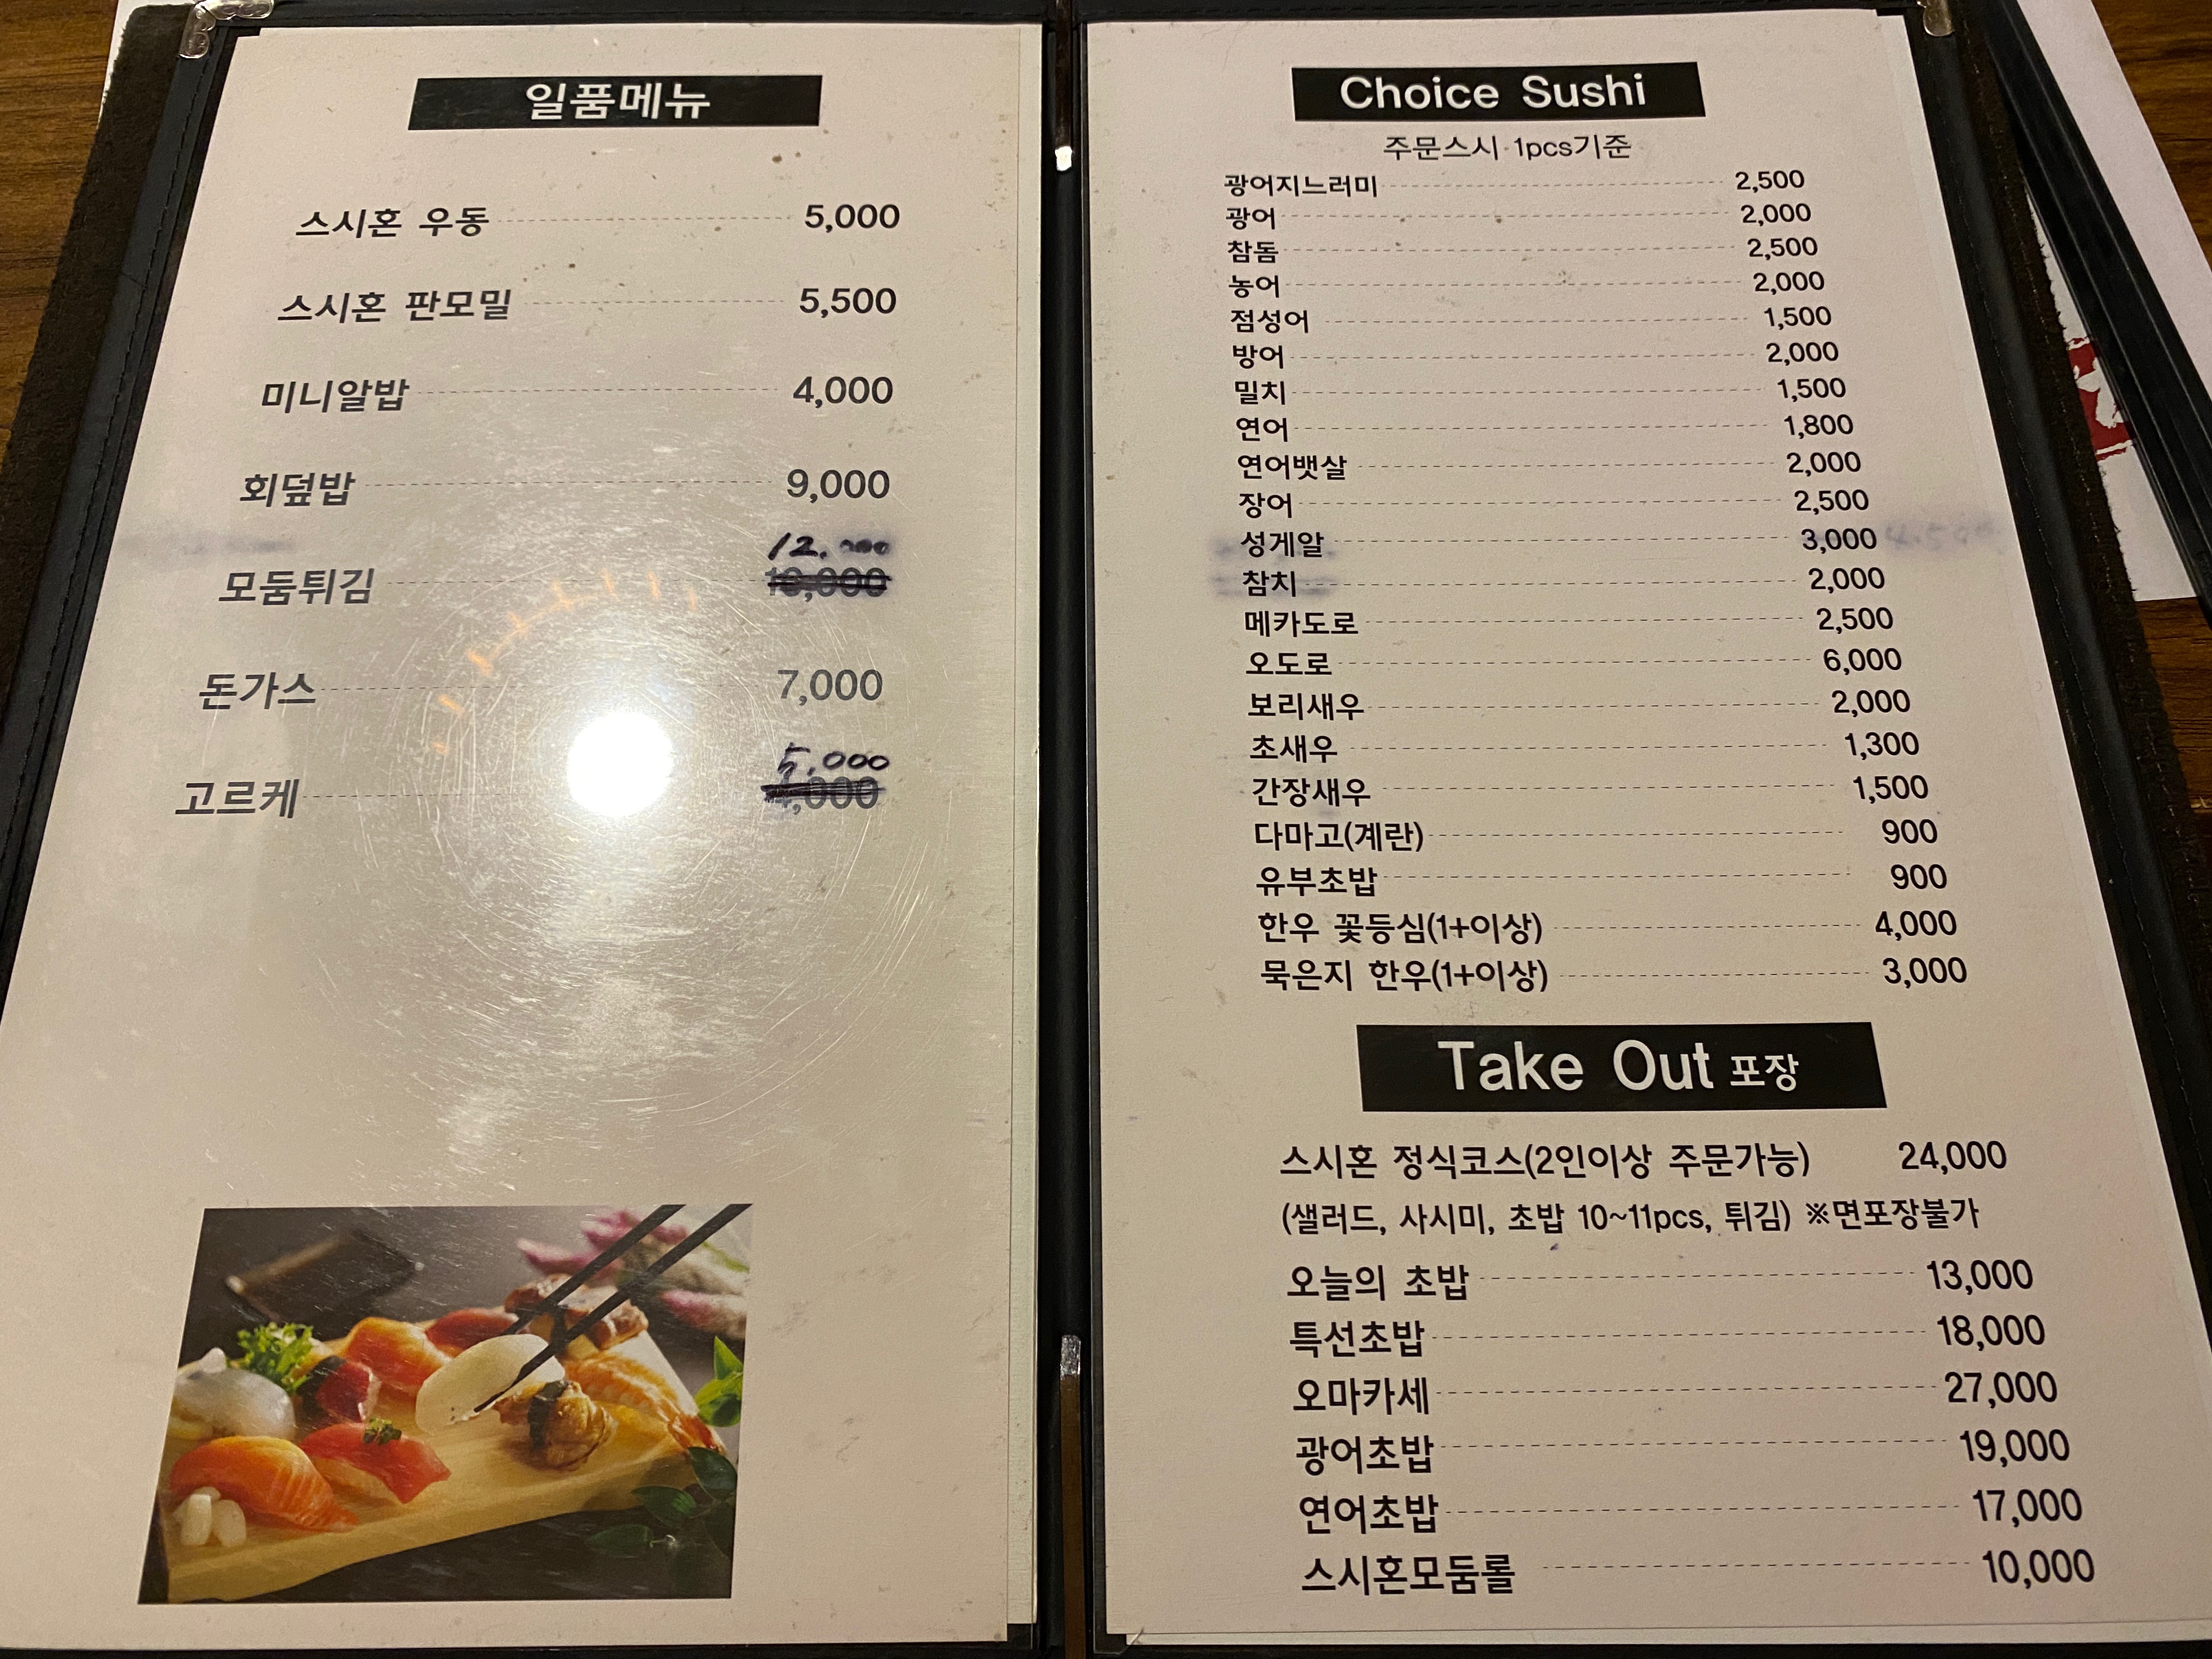 일품메뉴
스시혼 우동 5,000
스시혼 판모밀 5,500
미니알밥 4,000
회덮밥 9,000
12.000
모둠튀김 10,000
돈가스 7,000
5.000
고르케 4,000
Choice Sushi
주문스시 1pcs기준
광어지느러미 2,500
광어 2,000
참돔 2,500
농어 2,000
점성어 1,500
방어 2,000
밀치 1,500
연어 1,800
연어뱃살 2,000
장어 2,500
성게알 3,000
참치 2,000
메카도로 2,500
오도로 6,000
보리새우 2,000
초새우 1,300
간장새우 1,500
다마고(계란) 900
유부초밥 900
한우 꽃등심(1+이상) 4,000
묵은지 한우(1+이상) 3,000
Take Out 포장
스시혼 정식코스(2인이상 주문가능) 24,000
(샐러드, 사시미, 초밥 10~11pcs, 튀김) ※면포장불가
오늘의 초밥 13,000
특선초밥 18,000
오마카세 27,000
광어초밥 19,000
연어초밥 17,000
스시혼모둠롤 10,000